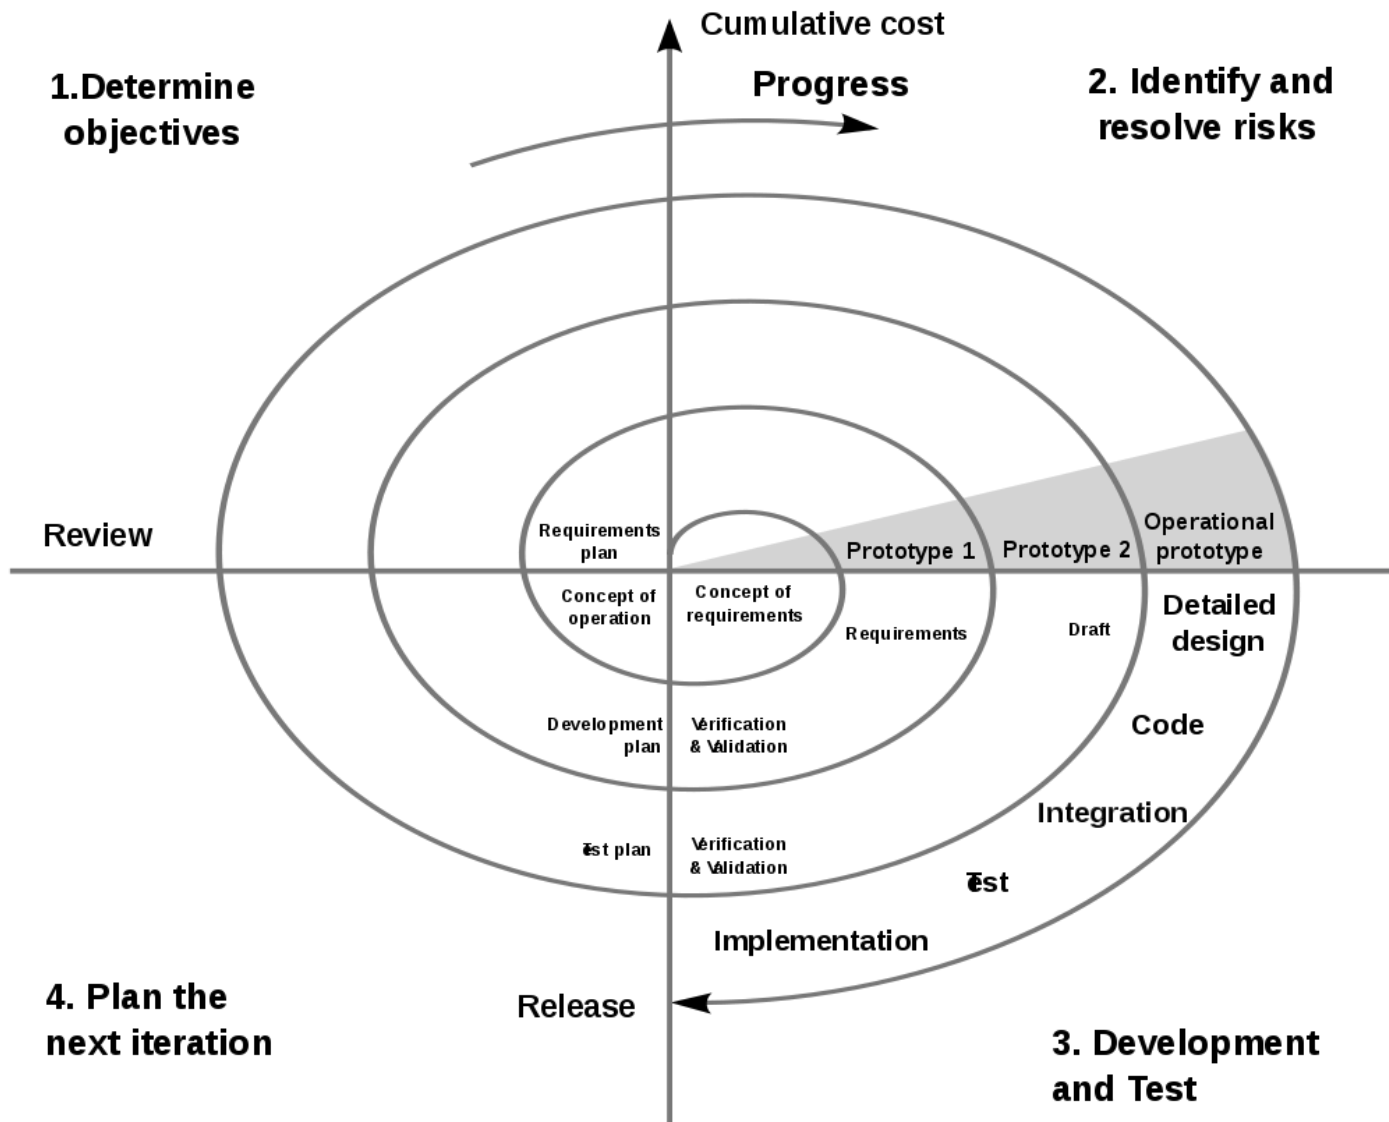 Cumulative cost
Progress
1.Determine
objectives
2. Identify and
resolve risks
Review
Requirements
plan
Concept of
operation
Concept of
requirements
Prototype 1
Prototype 2
Operational
prototype
Requirements
Draft
Detailed
design
Code
Integration
Test
Implementation
Development
plan
Verification
& Validation
Test plan
Verification
& Validation
Release
4. Plan the
next iteration
3. Development
and Test